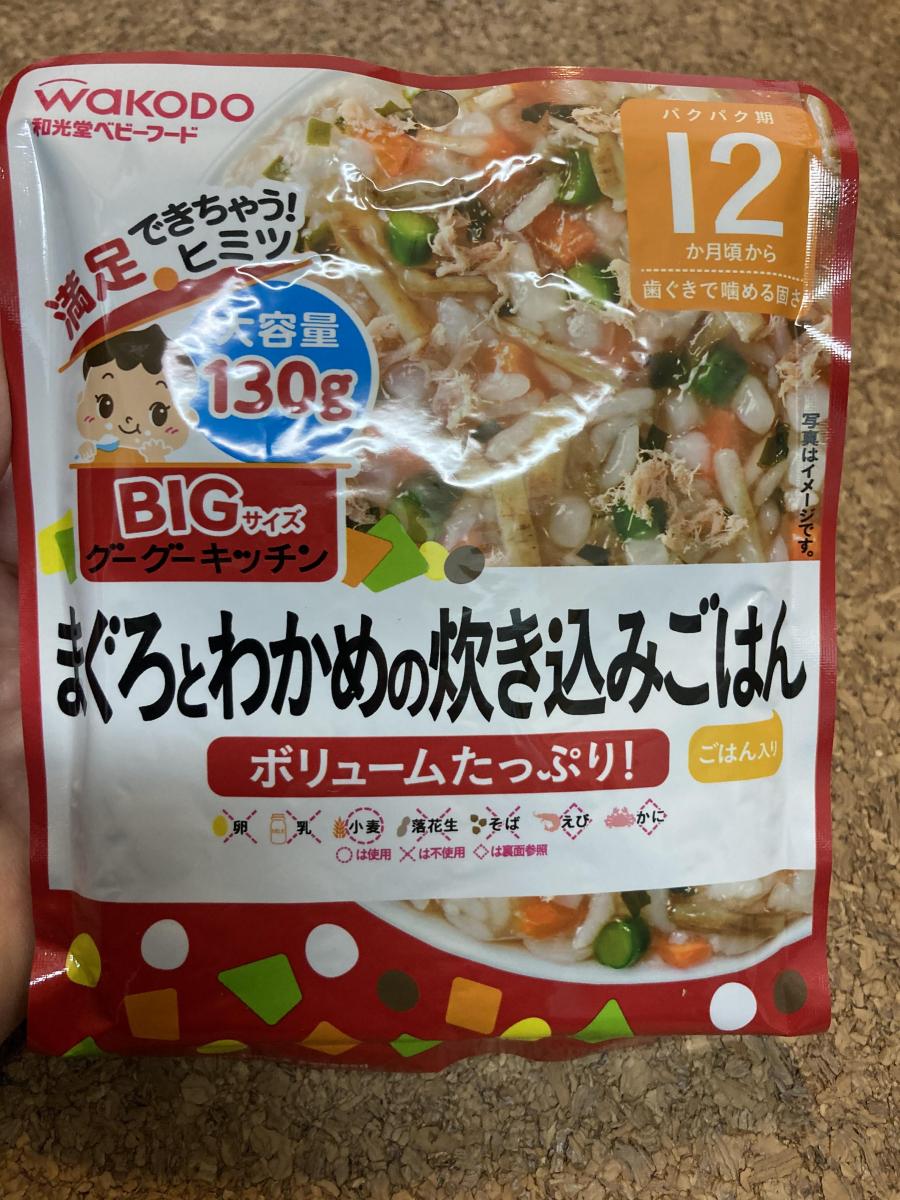 WAKODO
和光堂ベビーフード
満足できちゃう!
ヒミツ
大容量
130g
BIGサイズ
グーグーキッチン
パクパク期
12
か月頃から
歯ぐきで噛める固さ
写真はイメージです。
まぐろとわかめの炊き込みごはん
ボリュームたっぷり!
ごはん入り
卵 乳 小麦 落花生 そば えび かに
は使用 は不使用 は裏面参照